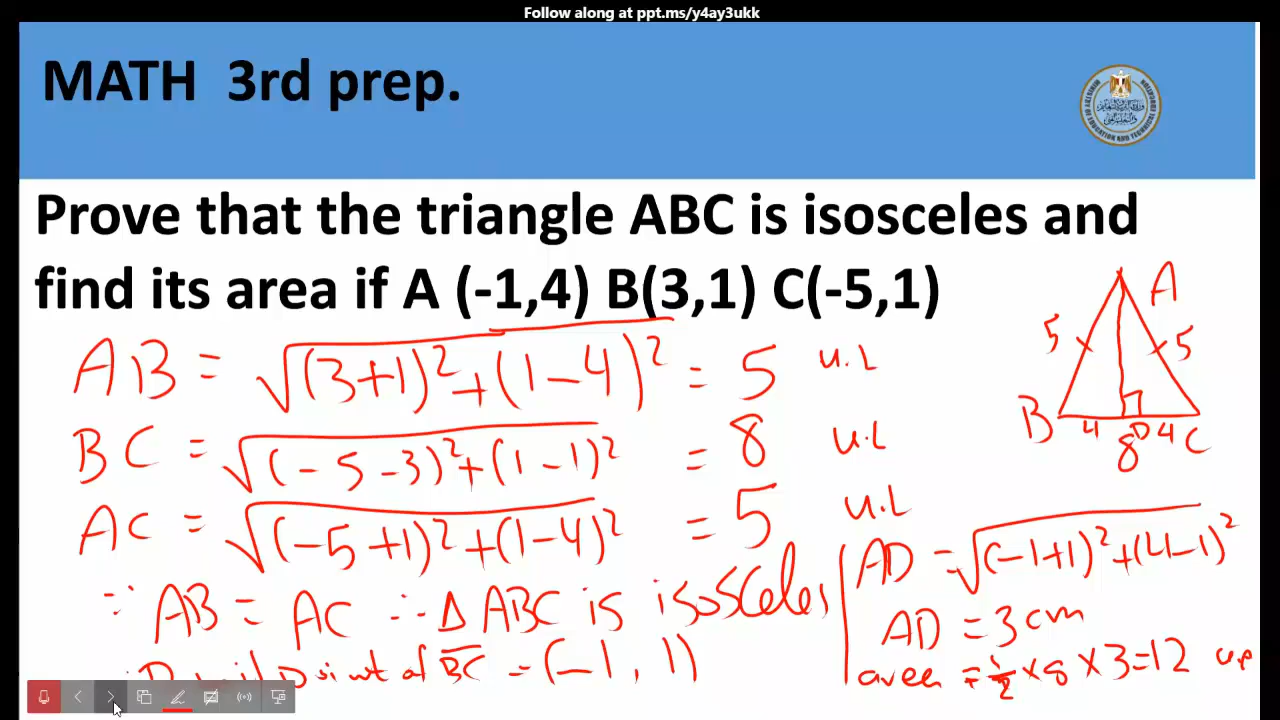 Follow along at ppt.ms/y4ay3ukk
MATH 3rd prep.
Prove that the triangle ABC is isosceles and
find its area if A (-1,4) B(3,1) C(-5,1)
AB = √(3+1)²+(1-4)² = 5 u.L
BC = √(-5-3)²+(1-1)² = 8 u.L
AC = √(-5+1)²+(1-4)² = 5 u.L
∵ AB = AC ∴ Δ ABC is isosceles
point of BC = (-1, 1)
A
5 5
B 4 D 4 C
8
AD = √(-1+1)²+(4-1)²
AD = 3 cm
area = ½ × 8 × 3 = 12